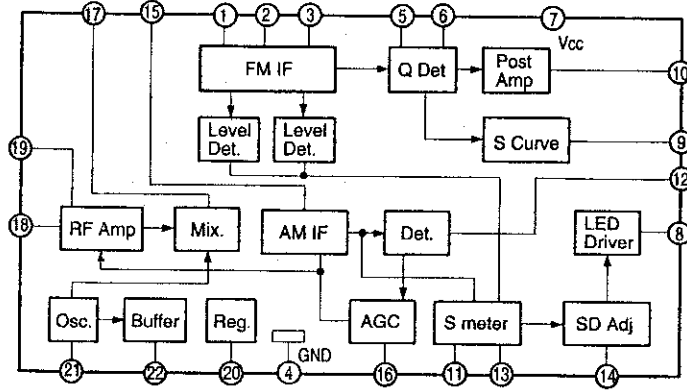 17
15
1
2
3
5
6
7
Vcc
FM IF
Q Det
Post
Amp
10
Level
Det.
Level
Det.
S Curve
9
19
12
18
RF Amp
Mix.
AM IF
Det.
LED
Driver
8
Osc.
Buffer
Reg.
GND
AGC
S meter
SD Adj
21
22
20
4
16
11
13
14